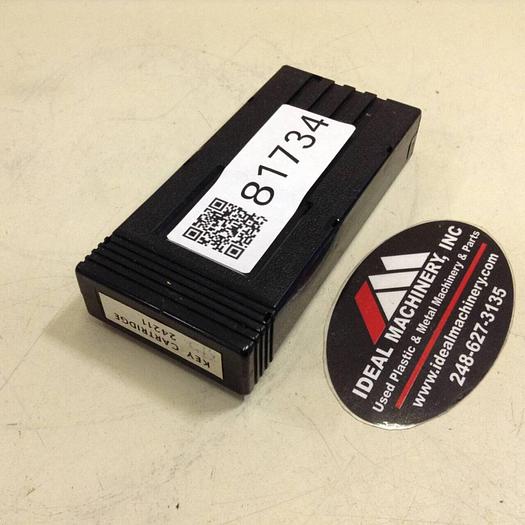 81734
KEY CARTRIDGE
24211
IDEAL MACHINERY, INC
Used Plastic & Metal Machinery & Parts
www.idealmachinery.com
248-627-3135